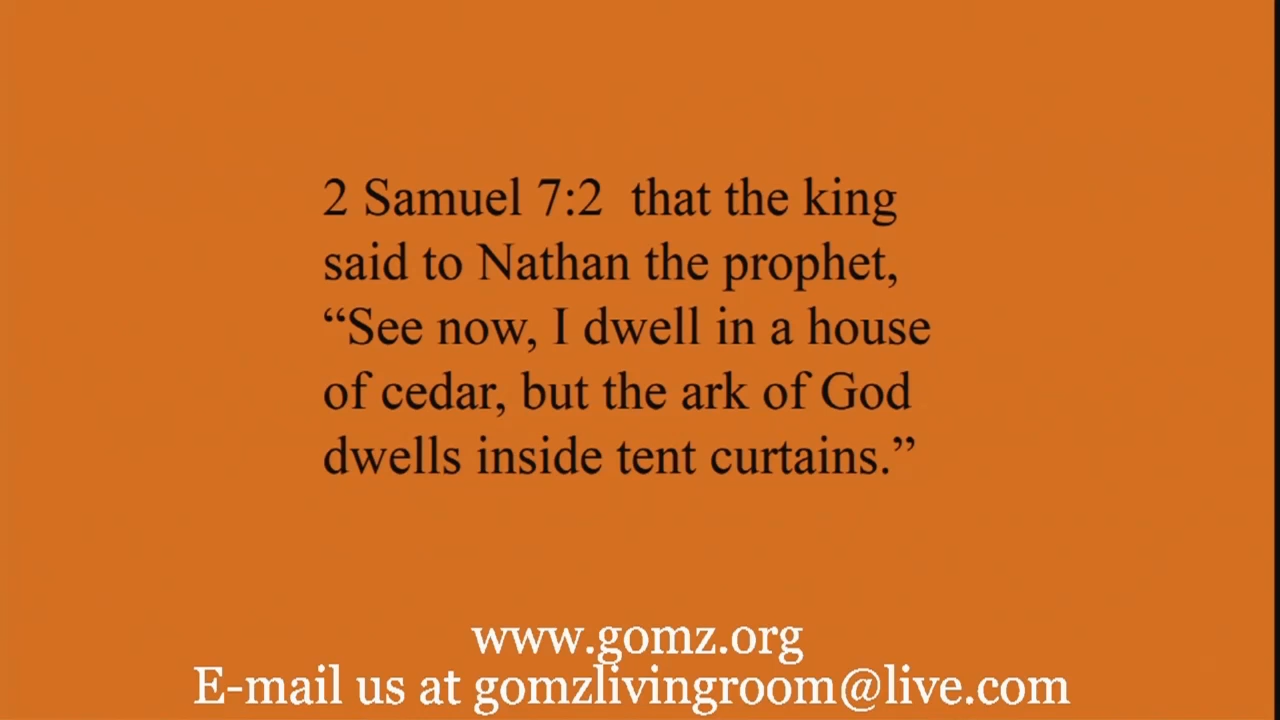 2 Samuel 7:2  that the king
said to Nathan the prophet,
“See now, I dwell in a house
of cedar, but the ark of God
dwells inside tent curtains.”
www.gomz.org
E-mail us at gomzlivingroom@live.com